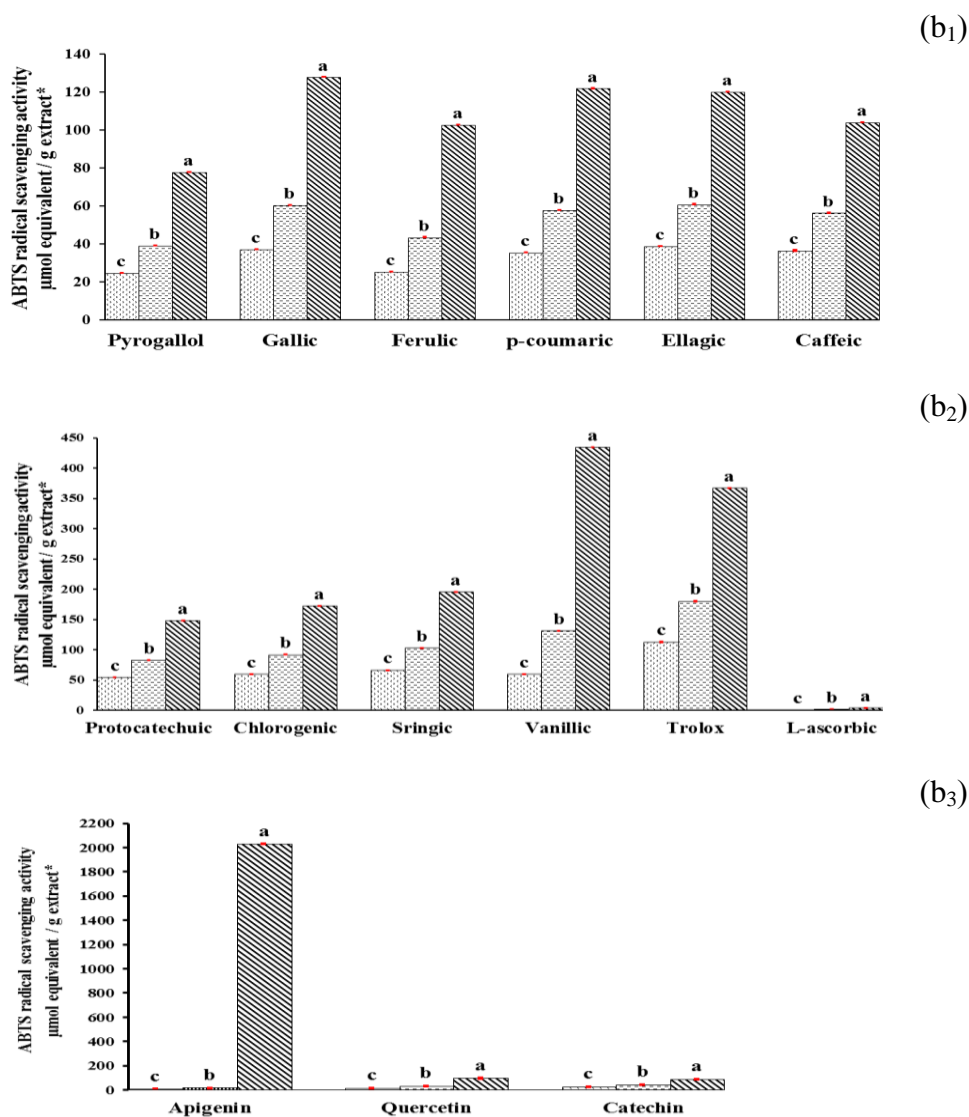 (b₁)
140
120
100
80
60
40
20
0
ABTS radical scavenging activity
µmol equivalent / g extract*
c b a c b a c b a c b a c b a c b a
Pyrogallol Gallic Ferulic p-coumaric Ellagic Caffeic
(b₂)
450
400
350
300
250
200
150
100
50
0
ABTS radical scavenging activity
µmol equivalent / g extract*
c b a c b a c b a c b a c b a c b a
Protocatechuic Chlorogenic Sringic Vanillic Trolox L-ascorbic
(b₃)
2200
2000
1800
1600
1400
1200
1000
800
600
400
200
0
ABTS radical scavenging activity
µmol equivalent / g extract*
c b a c b a c b a
Apigenin Quercetin Catechin